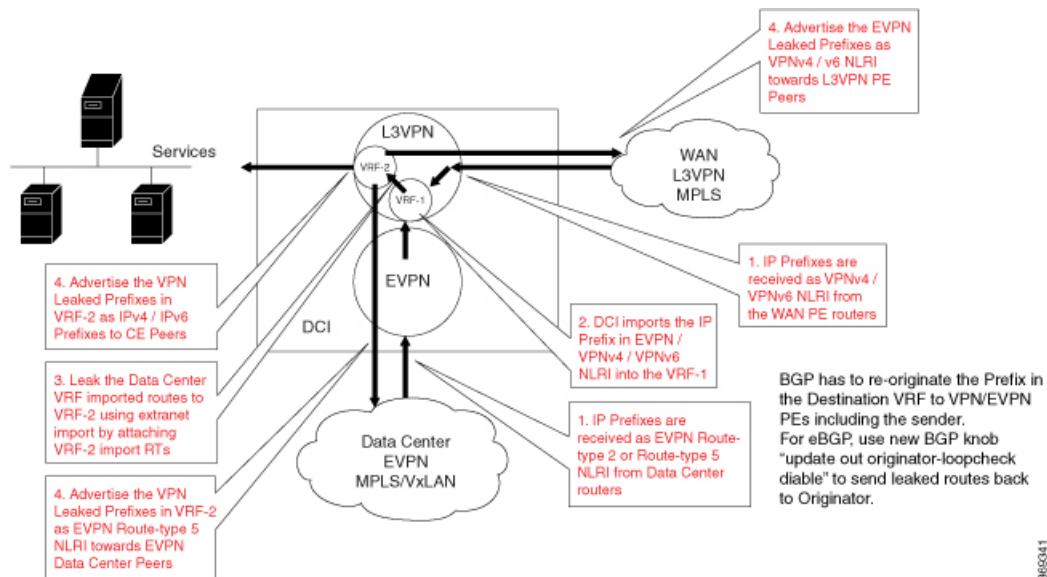 4. Advertise the EVPN
Leaked Prefixes as
VPNv4 / v6 NLRI
towards L3VPN PE
Peers
Services
L3VPN
VRF-2
VRF-1
WAN
L3VPN
MPLS
EVPN
DCI
4. Advertise the VPN
Leaked Prefixes in
VRF-2 as IPv4 / IPv6
Prefixes to CE Peers
1. IP Prefixes are
received as VPNv4 /
VPNv6 NLRI from
the WAN PE routers
2. DCI imports the IP
Prefix in EVPN /
VPNv4 / VPNv6
NLRI into the VRF-1
3. Leak the Data Center
VRF imported routes to
VRF-2 using extranet
import by attaching
VRF-2 import RTs
Data Center
EVPN
MPLS/VxLAN
1. IP Prefixes are
received as EVPN Route-
type 2 or Route-type 5
NLRI from Data Center
routers
BGP has to re-originate the Prefix in
the Destination VRF to VPN/EVPN
PEs including the sender.
For eBGP, use new BGP knob
“update out originator-loopcheck
diable” to send leaked routes back
to Originator.
4. Advertise the VPN
Leaked Prefixes in VRF-2
as EVPN Route-type 5
NLRI towards EVPN
Data Center Peers